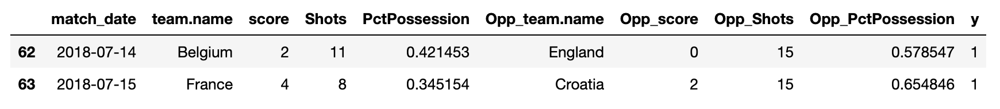 match_date team.name score Shots PctPossession Opp_team.name Opp_score Opp_Shots Opp_PctPossession y
62 2018-07-14 Belgium 2 11 0.421453 England 0 15 0.578547 1
63 2018-07-15 France 4 8 0.345154 Croatia 2 15 0.654846 1